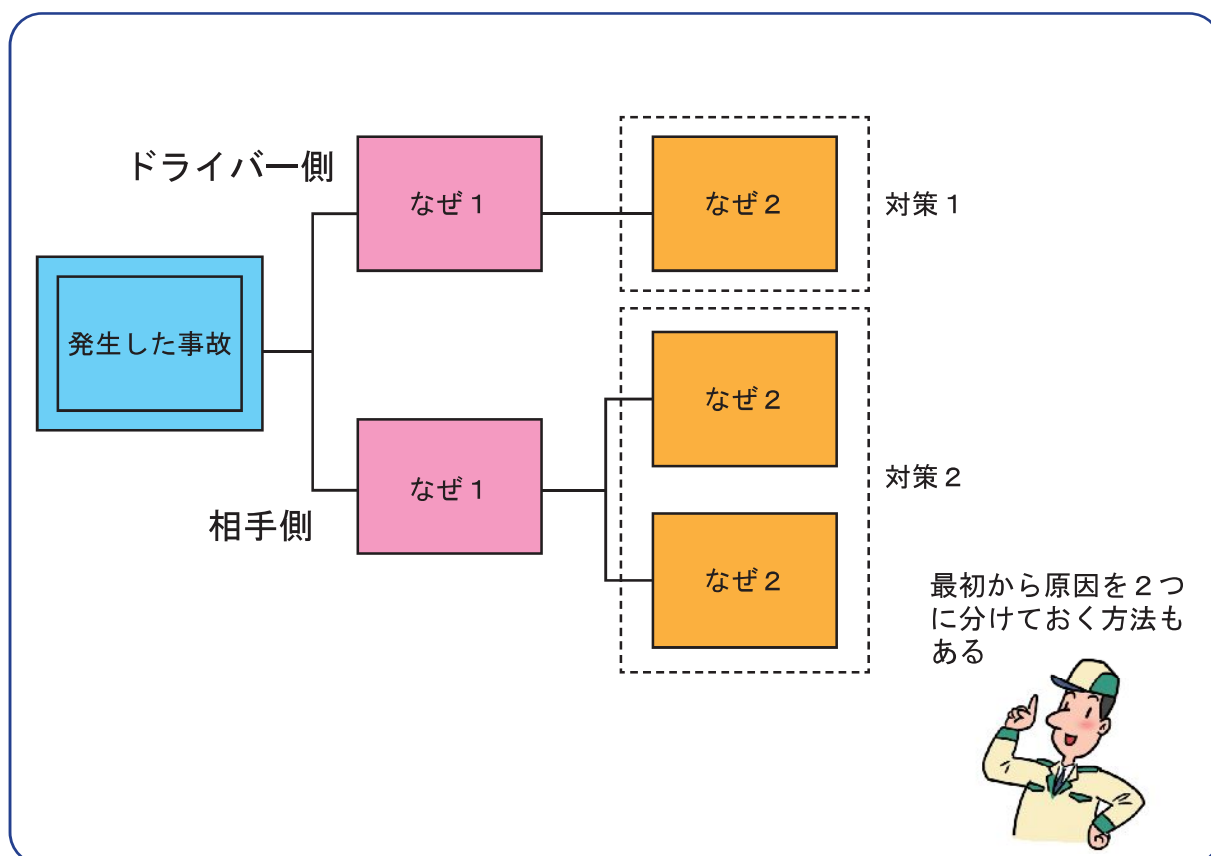 ドライバー側
なぜ1
なぜ2
対策1
発生した事故
なぜ2
対策2
なぜ1
相手側
なぜ2
最初から原因を2つ
に分けておく方法も
ある